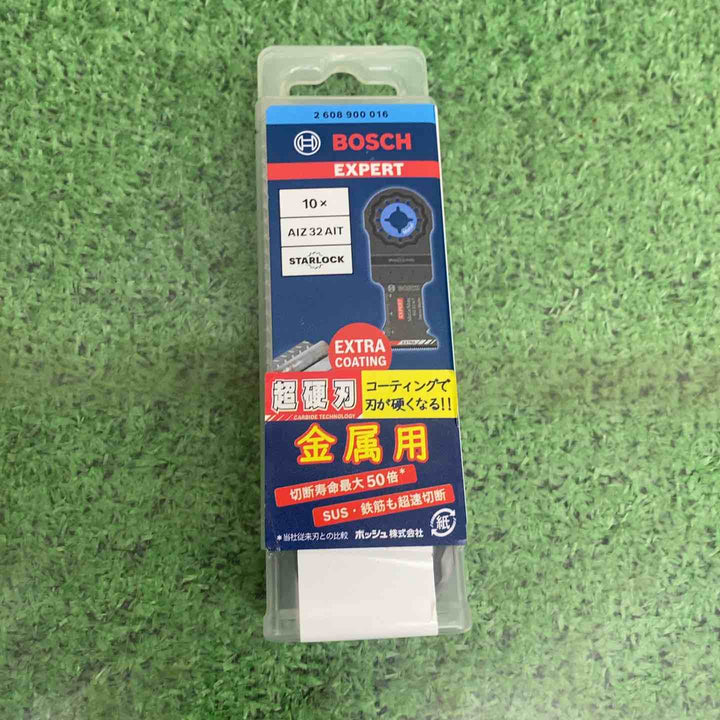 2 608 900 016
BOSCH
EXPERT
10×
AIZ 32 AIT
STARLOCK
BOSCH
EXPERT
EXTRA
COATING
超硬刃
CARBIDE TECHNOLOGY
コーティングで
刃が硬くなる!!
金属用
切断寿命最大50倍*
SUS・鉄筋も超速切断
*当社従来刃との比較
ボッシュ株式会社
紙